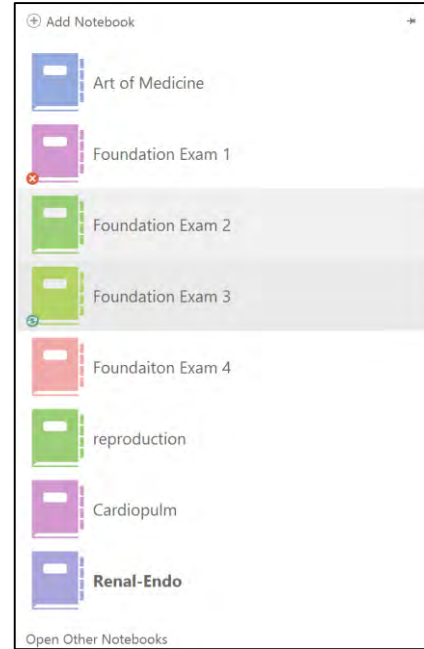 Add Notebook
Art of Medicine
Foundation Exam 1
Foundation Exam 2
Foundation Exam 3
Foundaiton Exam 4
reproduction
Cardiopulm
Renal-Endo
Open Other Notebooks